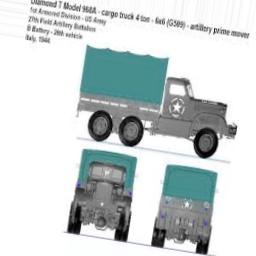 Diamond T Model 968A - cargo truck 4 ton - 6x6 (G509) - artillery prime mover
1st Armored Division - US Army
27th Field Artillery Battalion
B Battery - 26th vehicle
Italy, 1944.